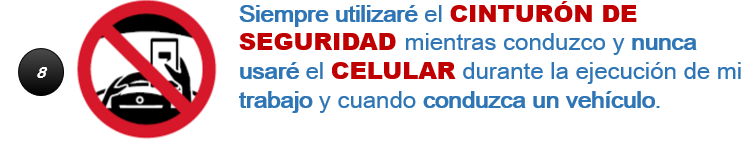 8
Siempre utilizaré el CINTURÓN DE
SEGURIDAD mientras conduzco y nunca
usaré el CELULAR durante la ejecución de mi
trabajo y cuando conduzca un vehículo.